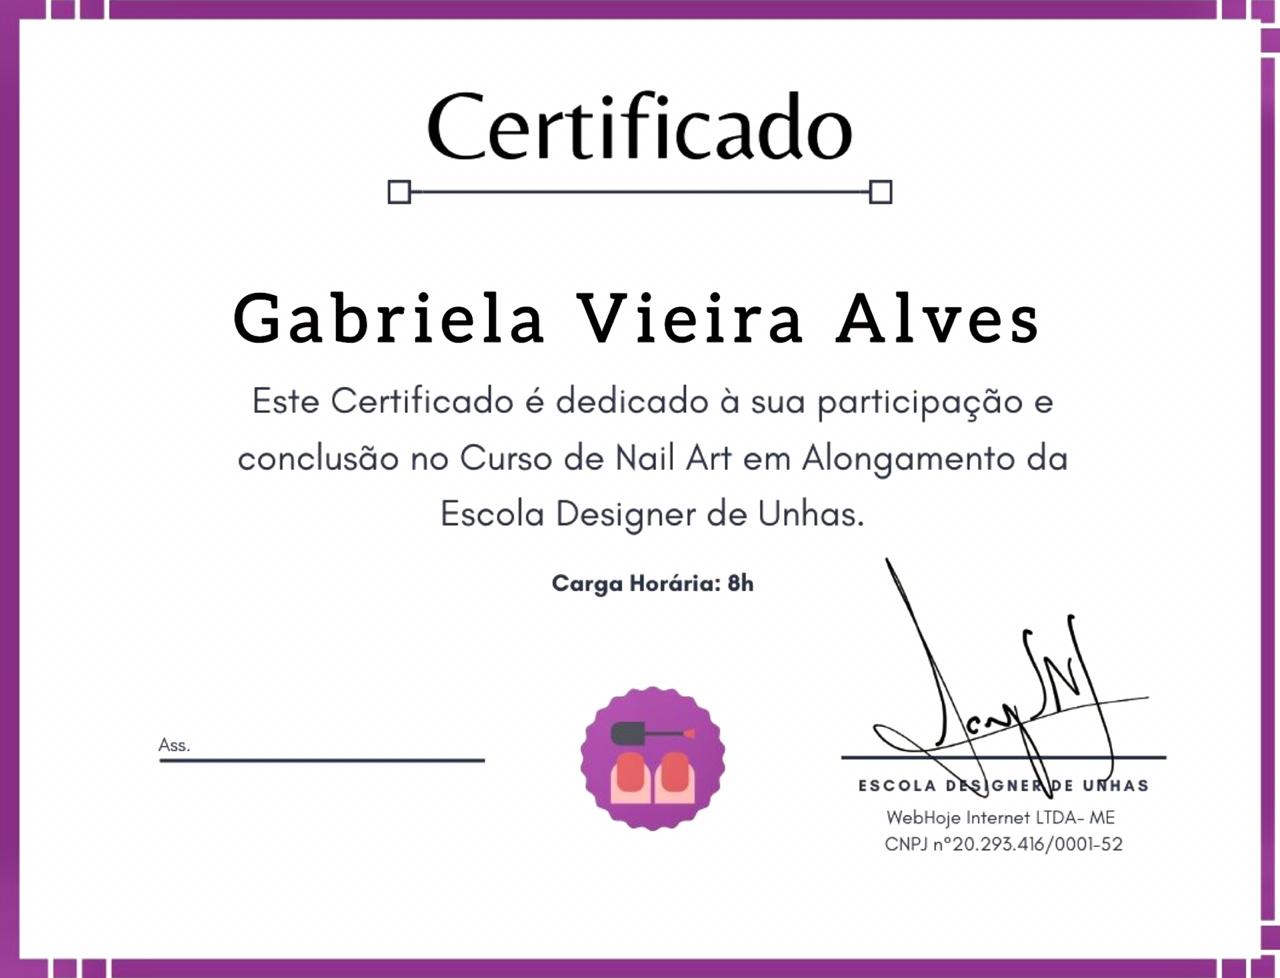 Certificado
Gabriela Vieira Alves
Este Certificado é dedicado à sua participação e
conclusão no Curso de Nail Art em Alongamento da
Escola Designer de Unhas.
Carga Horária: 8h
Ass.
ESCOLA DESIGNER DE UNHAS
WebHoje Internet LTDA- ME
CNPJ n°20.293.416/0001-52